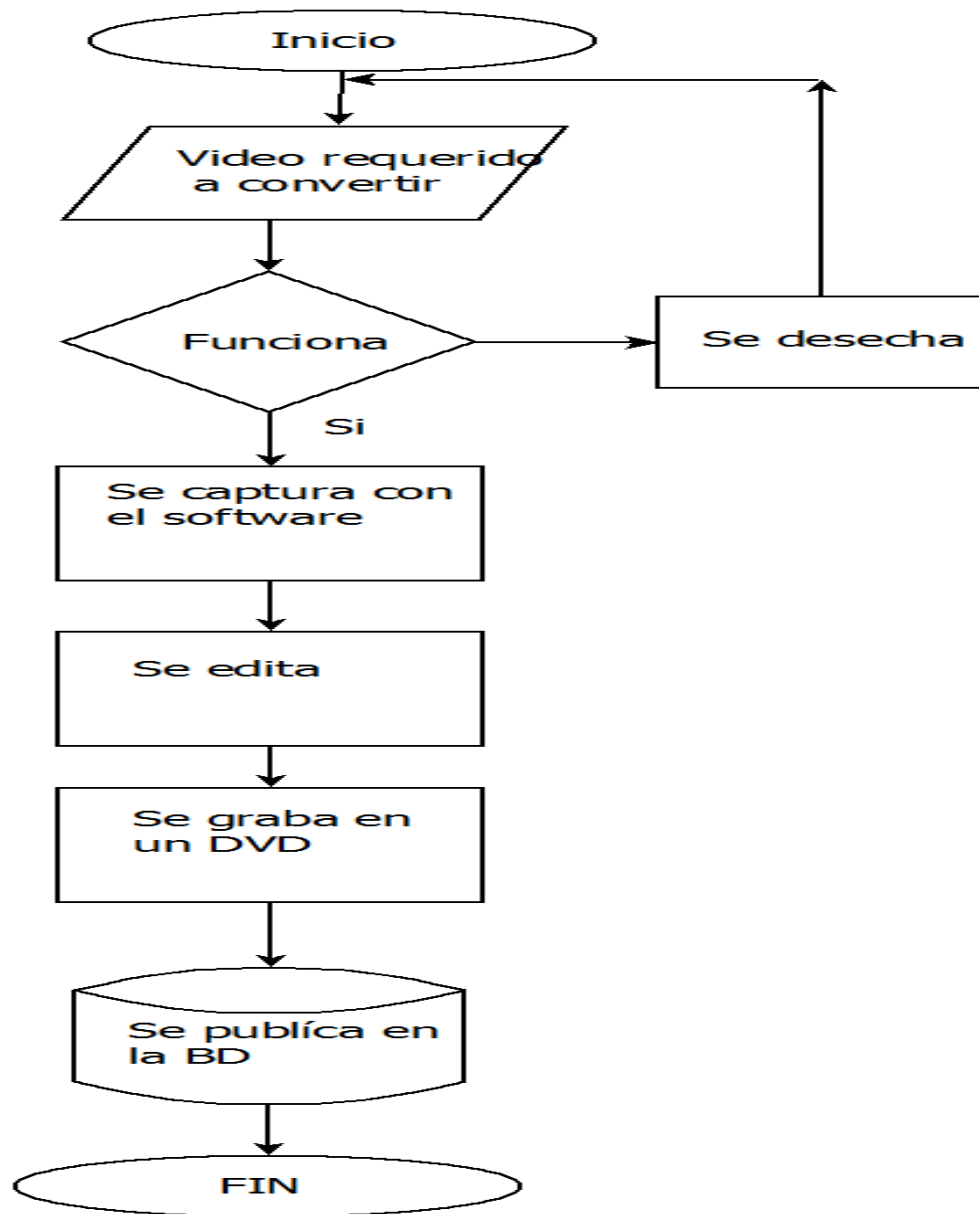 Inicio
Video requerido
a convertir
Funciona
Se desecha
Si
Se captura con
el software
Se edita
Se graba en
un DVD
Se publíca en
la BD
FIN